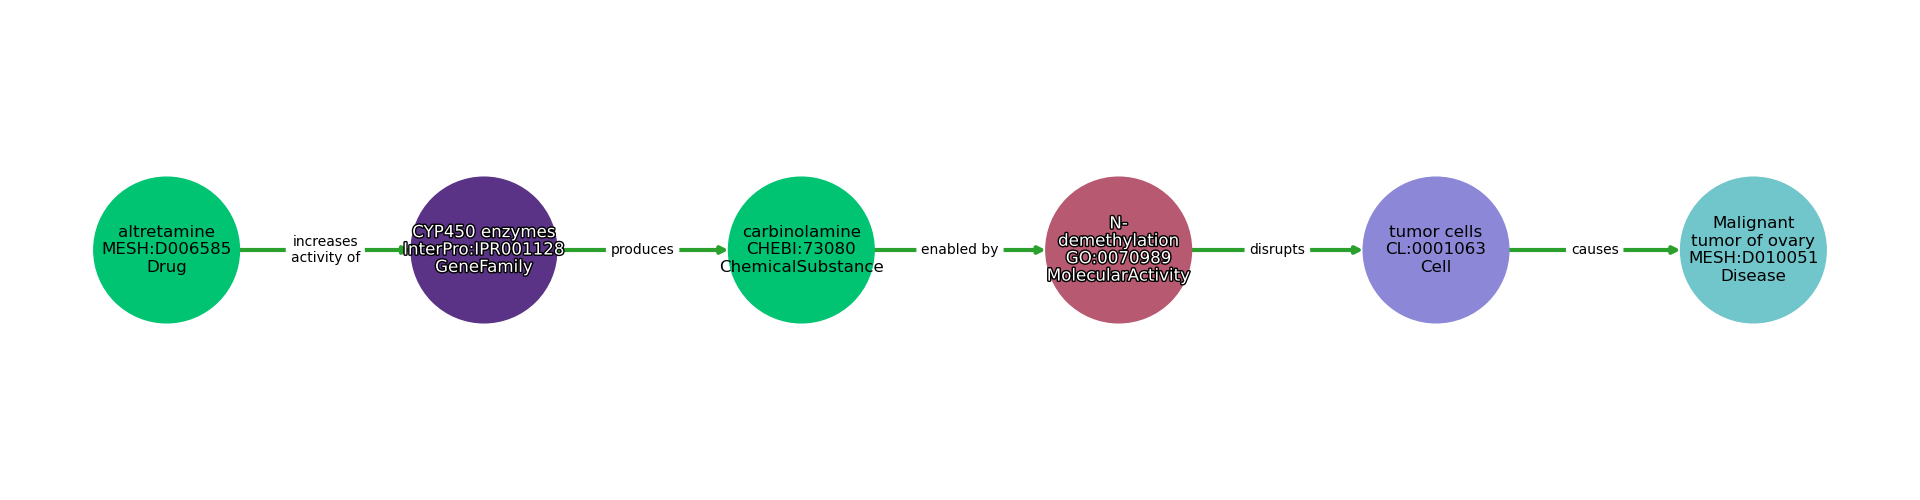 altretamine
MESH:D006585
Drug
increases
activity of
CYP450 enzymes
InterPro:IPR001128
GeneFamily
produces
carbinolamine
CHEBI:73080
ChemicalSubstance
enabled by
N-
demethylation
GO:0070989
MolecularActivity
disrupts
tumor cells
CL:0001063
Cell
causes
Malignant
tumor of ovary
MESH:D010051
Disease